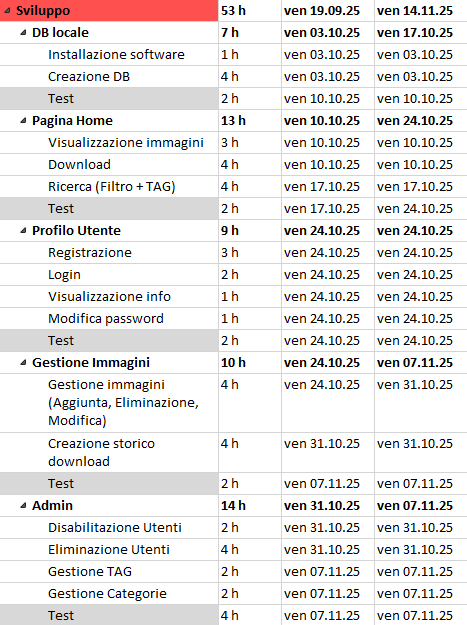 Sviluppo 53 h ven 19.09.25 ven 14.11.25
DB locale 7 h ven 03.10.25 ven 17.10.25
Installazione software 1 h ven 03.10.25 ven 03.10.25
Creazione DB 4 h ven 03.10.25 ven 03.10.25
Test 2 h ven 10.10.25 ven 10.10.25
Pagina Home 13 h ven 10.10.25 ven 24.10.25
Visualizzazione immagini 3 h ven 10.10.25 ven 10.10.25
Download 4 h ven 10.10.25 ven 10.10.25
Ricerca (Filtro + TAG) 4 h ven 17.10.25 ven 17.10.25
Test 2 h ven 17.10.25 ven 24.10.25
Profilo Utente 9 h ven 24.10.25 ven 24.10.25
Registrazione 3 h ven 24.10.25 ven 24.10.25
Login 2 h ven 24.10.25 ven 24.10.25
Visualizzazione info 1 h ven 24.10.25 ven 24.10.25
Modifica password 1 h ven 24.10.25 ven 24.10.25
Test 2 h ven 24.10.25 ven 24.10.25
Gestione Immagini 10 h ven 24.10.25 ven 07.11.25
Gestione immagini 4 h ven 24.10.25 ven 31.10.25
(Aggiunta, Eliminazione,
Modifica)
Creazione storico 4 h ven 31.10.25 ven 31.10.25
download
Test 2 h ven 07.11.25 ven 07.11.25
Admin 14 h ven 31.10.25 ven 07.11.25
Disabilitazione Utenti 2 h ven 31.10.25 ven 31.10.25
Eliminazione Utenti 4 h ven 31.10.25 ven 31.10.25
Gestione TAG 2 h ven 07.11.25 ven 07.11.25
Gestione Categorie 2 h ven 07.11.25 ven 07.11.25
Test 4 h ven 07.11.25 ven 07.11.25